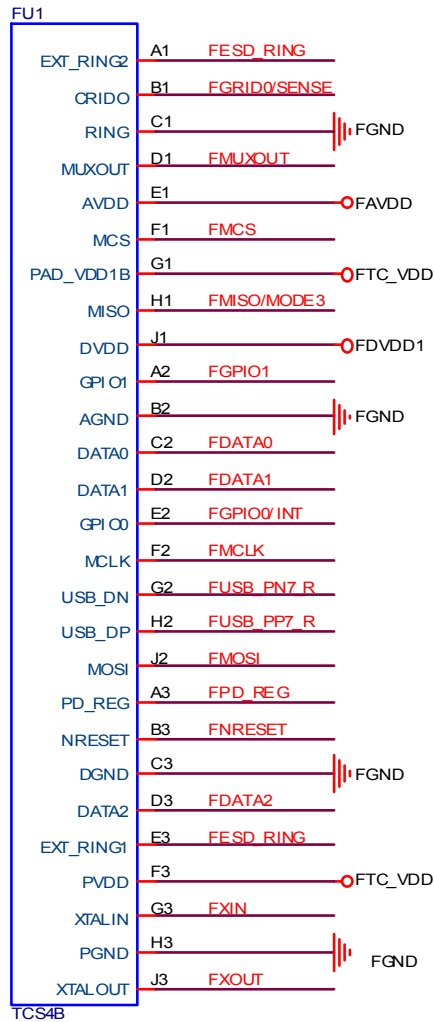 FU1
EXT_RING2 A1 FESD_RING
CRIDO B1 FGRID0/SENSE
RING C1 FGND
MUXOUT D1 FMUXOUT
AVDD E1 FAVDD
MCS F1 FMCS
PAD_VDD1B G1 FTC_VDD
MISO H1 FMISO/MODE3
DVDD J1 FDVDD1
GPIO1 A2 FGPIO1
AGND B2 FGND
DATA0 C2 FDATA0
DATA1 D2 FDATA1
GPIO0 E2 FGPIO0/INT
MCLK F2 FMCLK
USB_DN G2 FUSB_PN7_R
USB_DP H2 FUSB_PP7_R
MOSI J2 FMOSI
PD_REG A3 FPD_REG
NRESET B3 FNRESET
DGND C3 FGND
DATA2 D3 FDATA2
EXT_RING1 E3 FESD_RING
PVDD F3 FTC_VDD
XTALIN G3 FXIN
PGND H3 FGND
XTALOUT J3 FXOUT
TCS4B